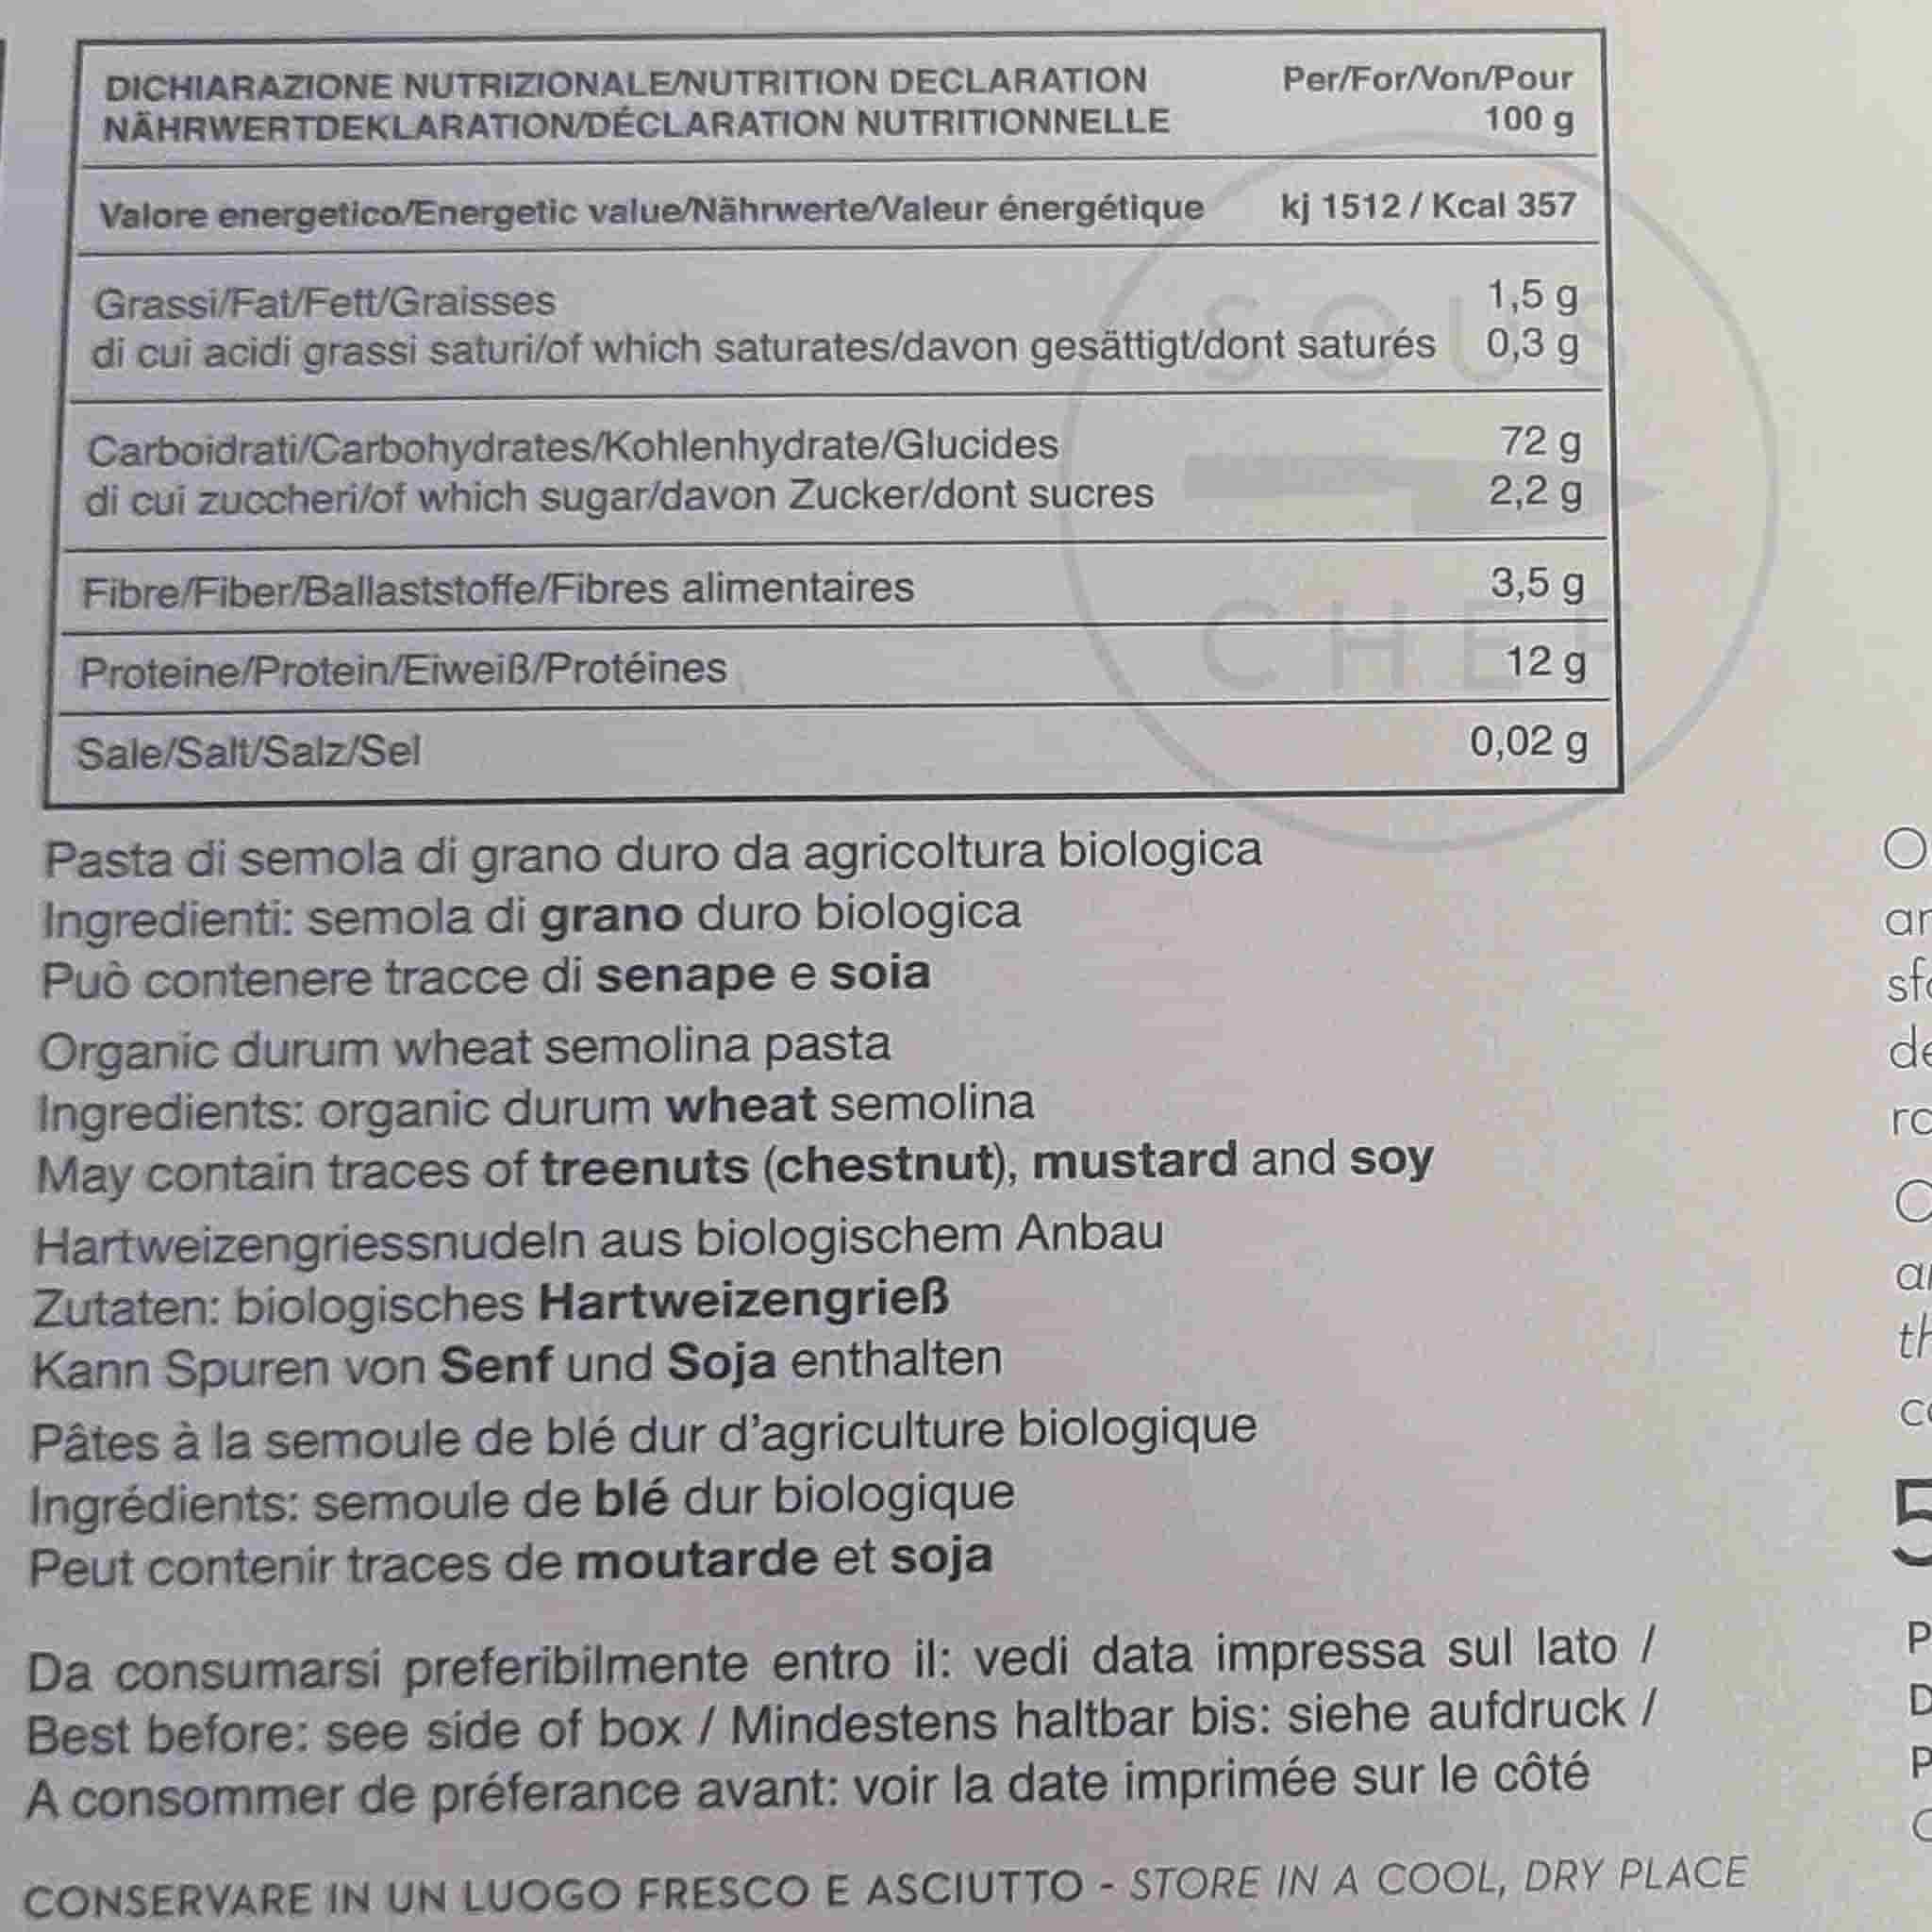 DICHIARAZIONE NUTRIZIONALE/NUTRITION DECLARATION Per/For/Von/Pour
NÄHRWERTDEKLARATION/DÉCLARATION NUTRITIONNELLE 100 g
Valore energetico/Energetic value/Nährwerte/Valeur énergétique kj 1512 / Kcal 357
Grassi/Fat/Fett/Graisses 1,5 g
di cui acidi grassi saturi/of which saturates/davon gesättigt/dont saturés 0,3 g
Carboidrati/Carbohydrates/Kohlenhydrate/Glucides 72 g
di cui zuccheri/of which sugar/davon Zucker/dont sucres 2,2 g
Fibre/Fiber/Ballaststoffe/Fibres alimentaires 3,5 g
Proteine/Protein/Eiweiß/Protéines 12 g
Sale/Salt/Salz/Sel 0,02 g
SOUS
CHEF
Pasta di semola di grano duro da agricoltura biologica
Ingredienti: semola di grano duro biologica
Può contenere tracce di senape e soia
Organic durum wheat semolina pasta
Ingredients: organic durum wheat semolina
May contain traces of treenuts (chestnut), mustard and soy
Hartweizengriessnudeln aus biologischem Anbau
Zutaten: biologisches Hartweizengrieß
Kann Spuren von Senf und Soja enthalten
Pâtes à la semoule de blé dur d'agriculture biologique
Ingrédients: semoule de blé dur biologique
Peut contenir traces de moutarde et soja
Da consumarsi preferibilmente entro il: vedi data impressa sul lato /
Best before: see side of box / Mindestens haltbar bis: siehe aufdruck /
A consommer de préferance avant: voir la date imprimée sur le côté
CONSERVARE IN UN LUOGO FRESCO E ASCIUTTO - STORE IN A COOL, DRY PLACE